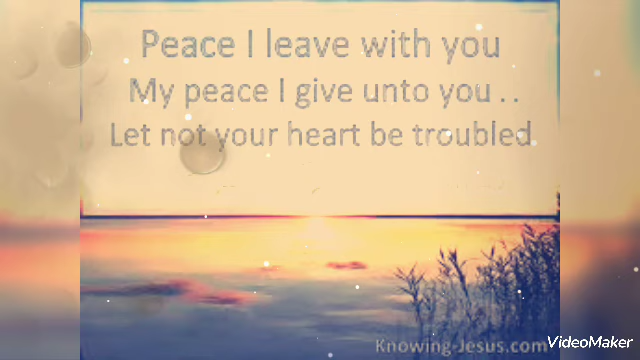 Peace I leave with you
My peace I give unto you . .
Let not your heart be troubled
Knowing-Jesus.com
VideoMaker